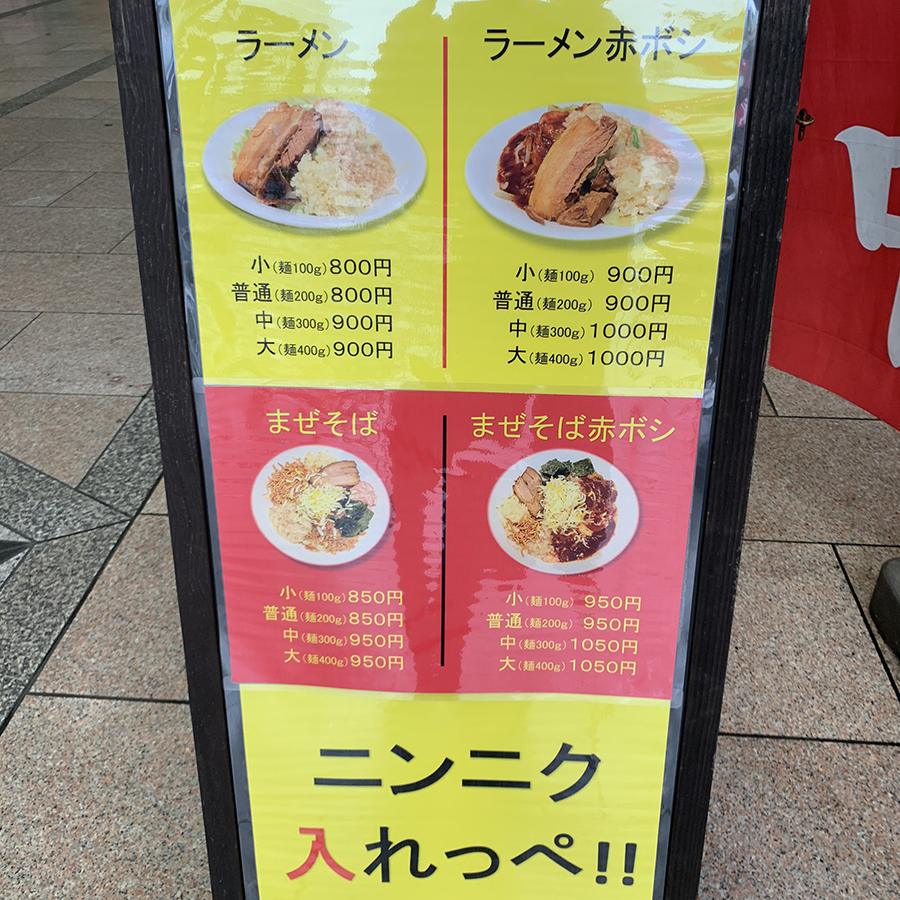 ラーメン
小(麺100g)800円
普通(麺200g)800円
中(麺300g)900円
大(麺400g)900円
ラーメン赤ボシ
小(麺100g) 900円
普通(麺200g) 900円
中(麺300g)1000円
大(麺400g)1000円
まぜそば
小(麺100g)850円
普通(麺200g)850円
中(麺300g)950円
大(麺400g)950円
まぜそば赤ボシ
小(麺100g) 950円
普通(麺200g) 950円
中(麺300g)1050円
大(麺400g)1050円
ニンニク
入れっぺ!!